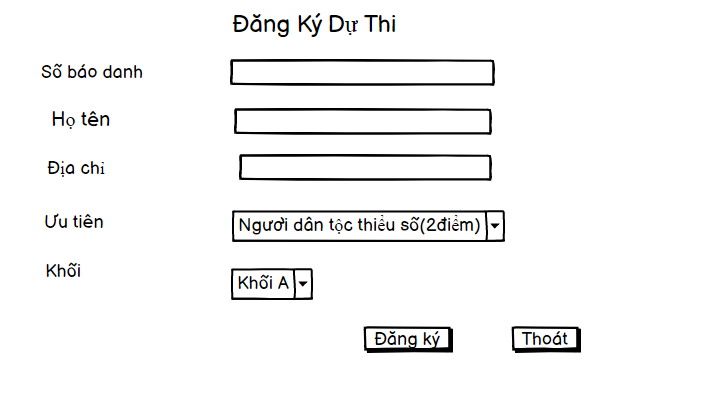 Đăng Ký Dự Thi
Số báo danh
Họ tên
Địa chỉ
Ưu tiên
Người dân tộc thiểu số(2điểm)
Khối
Khối A
Đăng ký
Thoát